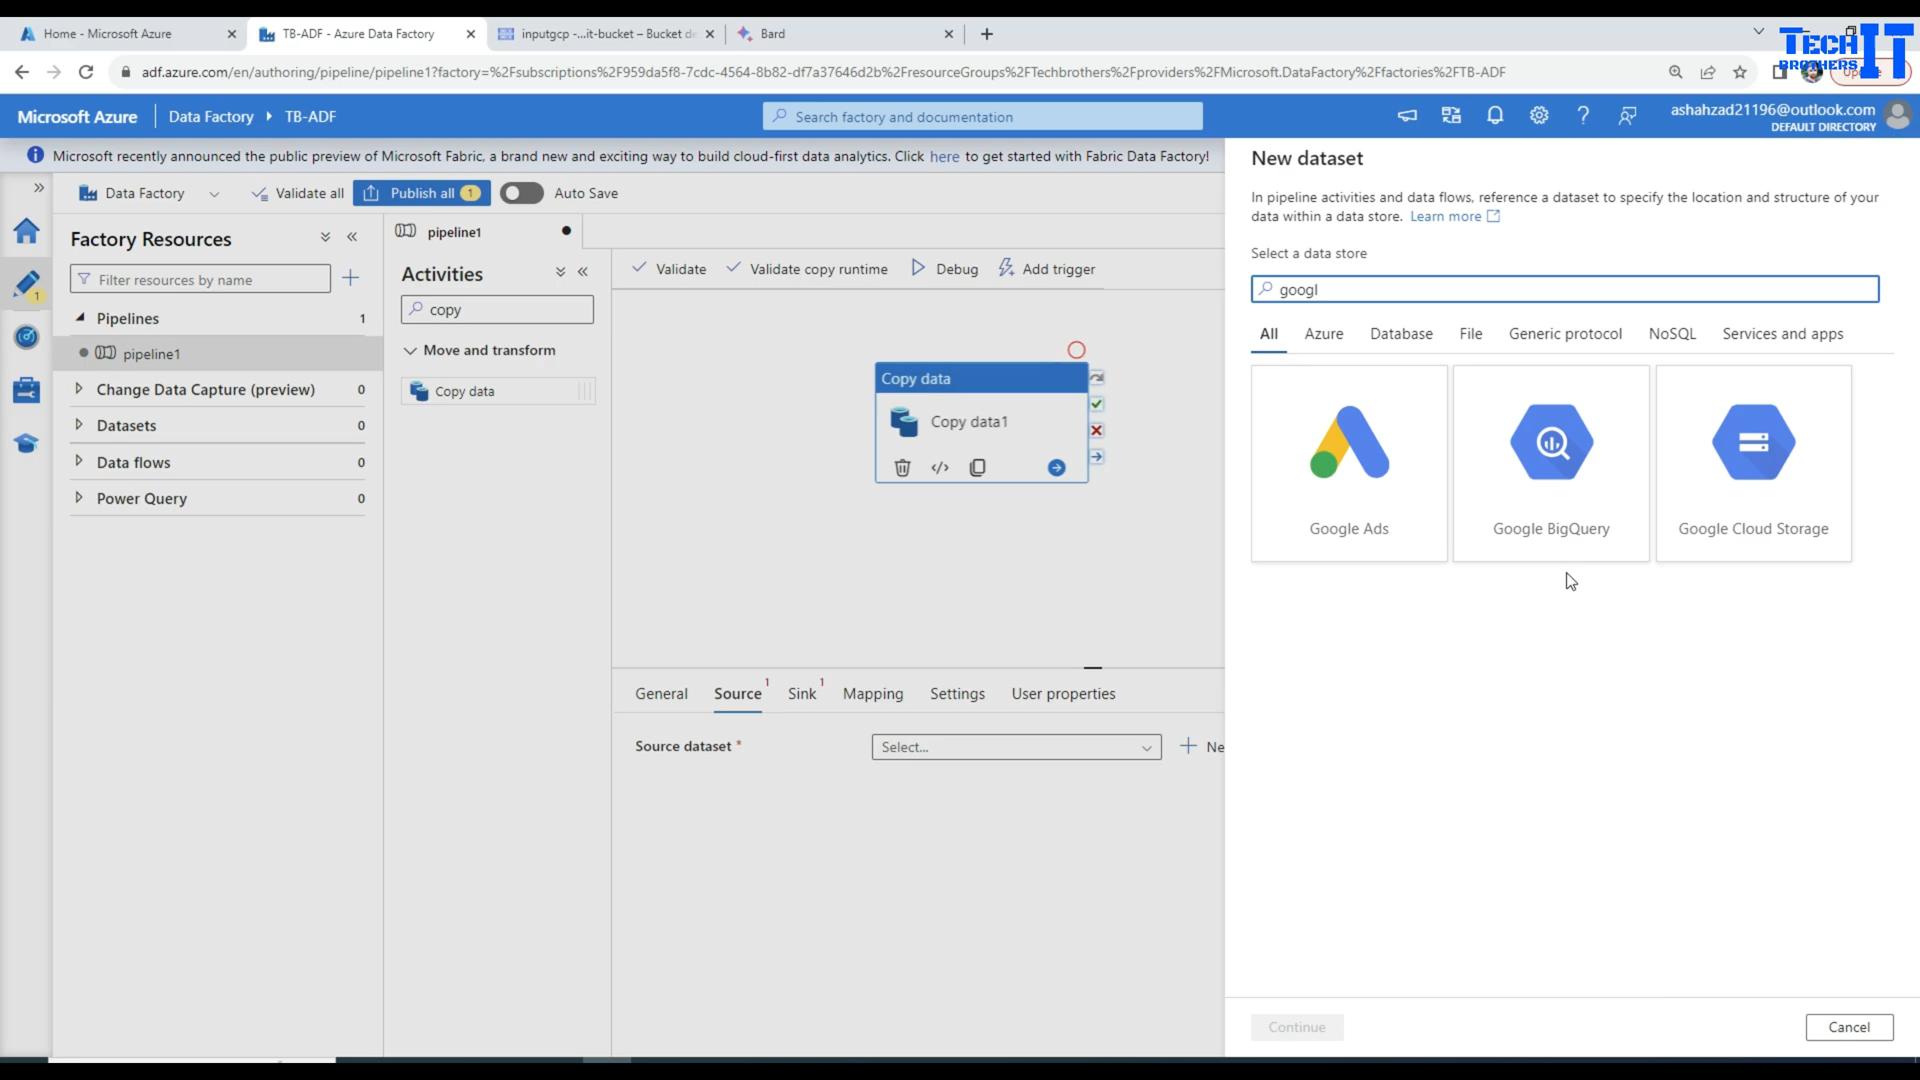 Home - Microsoft Azure
TB-ADF - Azure Data Factory
inputgcp -...it-bucket – Bucket de
Bard
TECH IT
BROTHERS
adf.azure.com/en/authoring/pipeline/pipeline1?factory=%2Fsubscriptions%2F959da5f8-7cdc-4564-8b82-df7a37646d2b%2FresourceGroups%2FTechbrothers%2Fproviders%2FMicrosoft.DataFactory%2Ffactories%2FTB-ADF
Microsoft Azure
Data Factory
TB-ADF
Search factory and documentation
ashahzad21196@outlook.com
DEFAULT DIRECTORY
Microsoft recently announced the public preview of Microsoft Fabric, a brand new and exciting way to build cloud-first data analytics. Click here to get started with Fabric Data Factory!
Data Factory
Validate all
Publish all 1
Auto Save
1
Factory Resources
Filter resources by name
Pipelines 1
pipeline1
Change Data Capture (preview) 0
Datasets 0
Data flows 0
Power Query 0
pipeline1
Activities
copy
Move and transform
Copy data
Validate
Validate copy runtime
Debug
Add trigger
Copy data
Copy data1
General
Source 1
Sink 1
Mapping
Settings
User properties
Source dataset *
Select...
Ne
New dataset
In pipeline activities and data flows, reference a dataset to specify the location and structure of your
data within a data store. Learn more
Select a data store
googl
All
Azure
Database
File
Generic protocol
NoSQL
Services and apps
Google Ads
Google BigQuery
Google Cloud Storage
Continue
Cancel